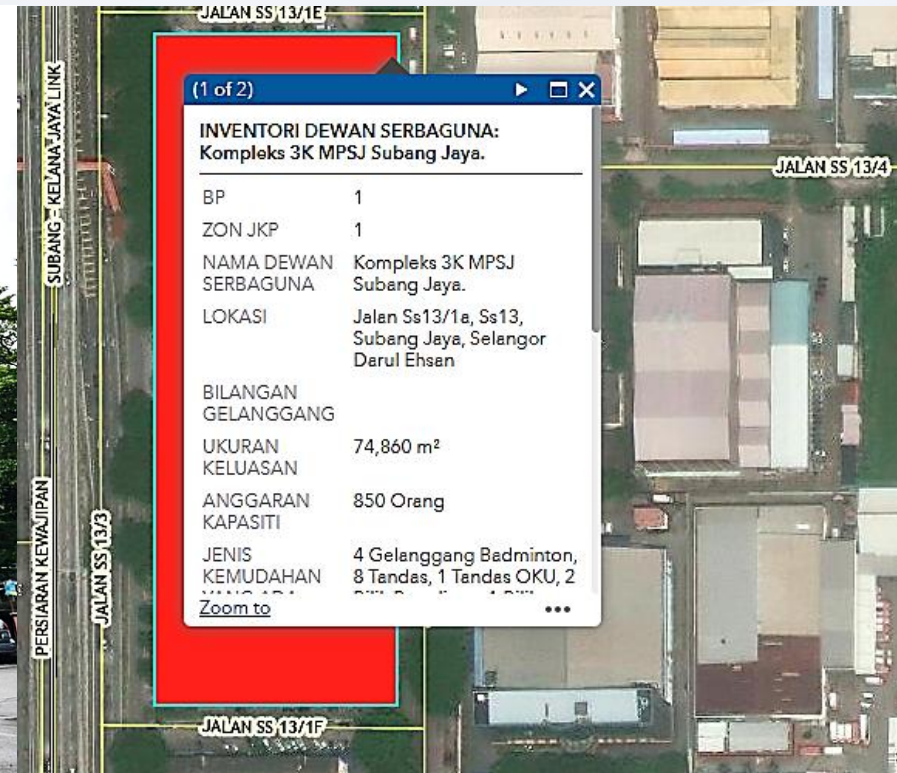 JALAN SS 13/1E
(1 of 2)
INVENTORI DEWAN SERBAGUNA:
Kompleks 3K MPSJ Subang Jaya.
BP 1
ZON JKP 1
NAMA DEWAN Kompleks 3K MPSJ
SERBAGUNA Subang Jaya.
LOKASI Jalan Ss13/1a, Ss13,
Subang Jaya, Selangor
Darul Ehsan
BILANGAN
GELANGGANG
UKURAN 74,860 m²
KELUASAN
ANGGARAN 850 Orang
KAPASITI
JENIS 4 Gelanggang Badminton,
KEMUDAHAN 8 Tandas, 1 Tandas OKU, 2
Zoom to
SUBANG - KELANA JAYA LINK
JALAN SS 13/4
PERSIARAN KEWAJIPAN
JALAN SS 13/3
JALAN SS 13/1F